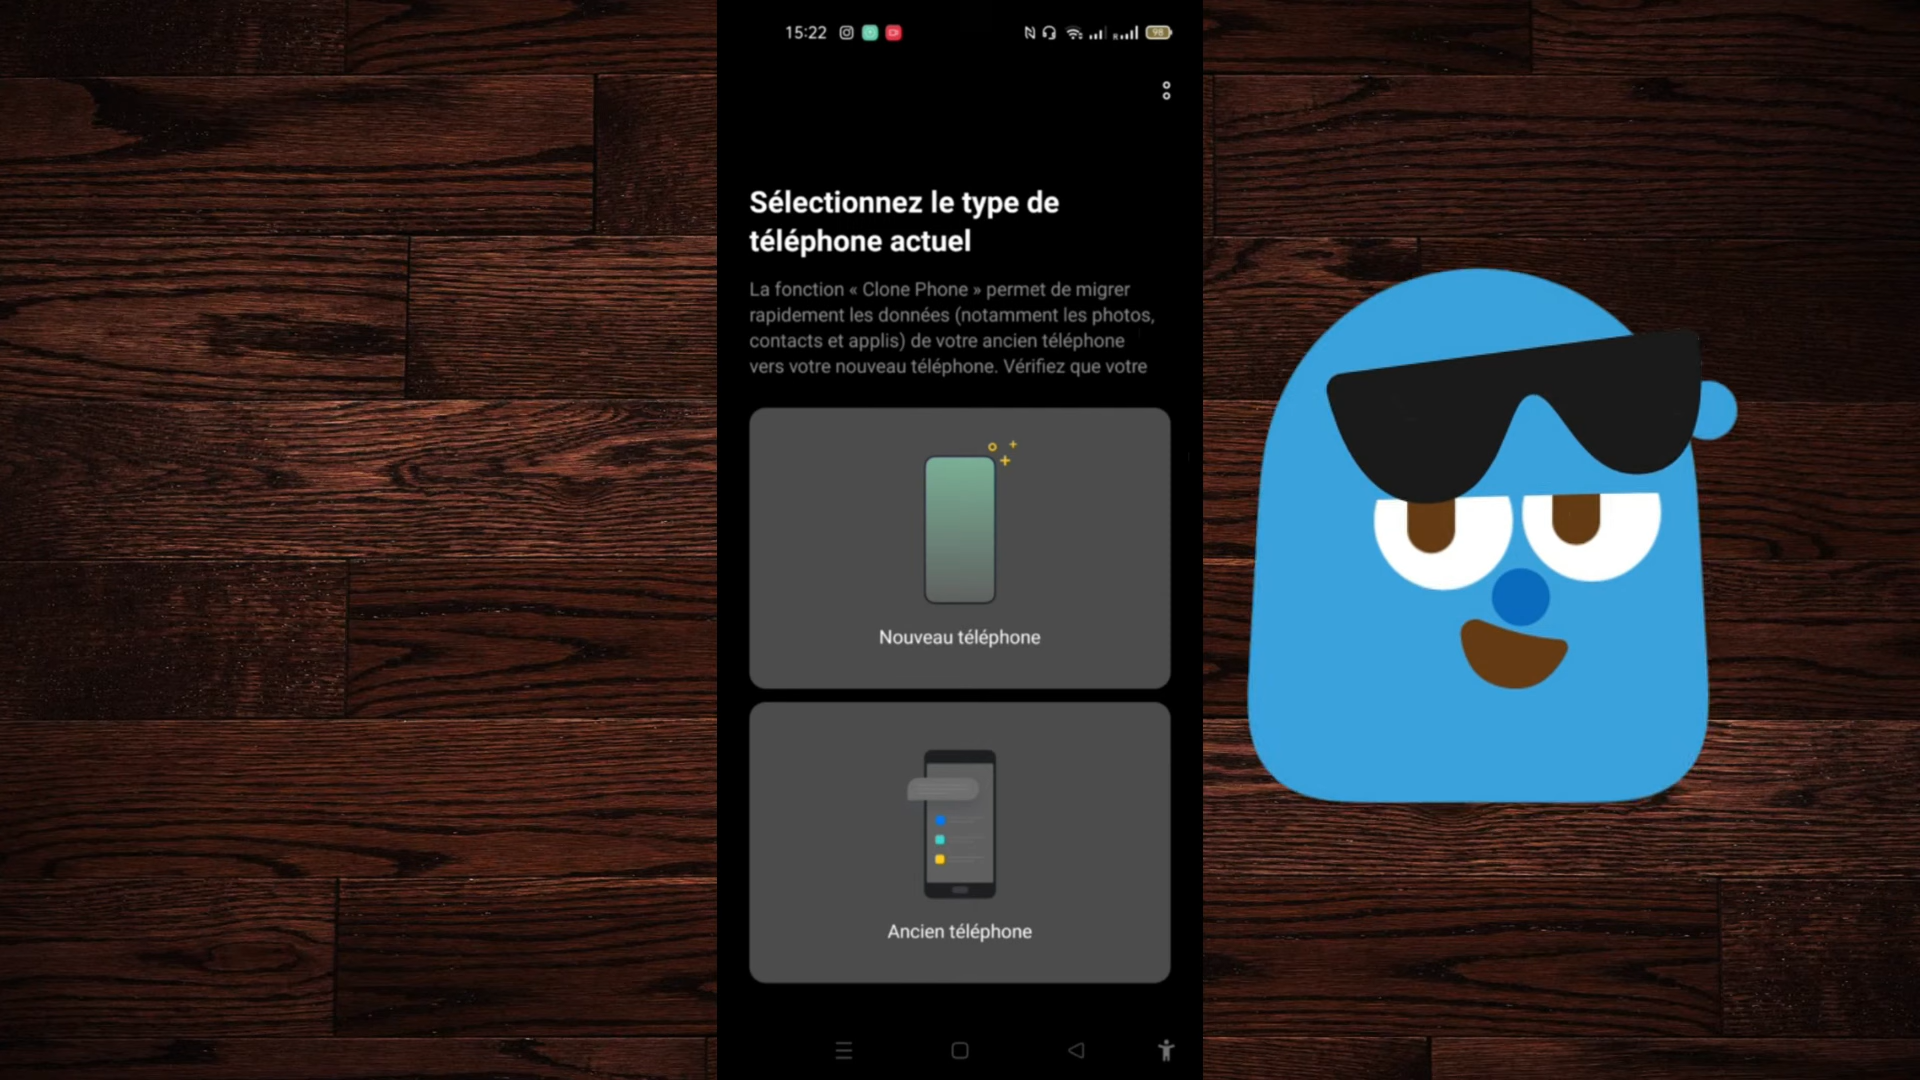 15:22
98
Sélectionnez le type de
téléphone actuel
La fonction « Clone Phone » permet de migrer
rapidement les données (notamment les photos,
contacts et applis) de votre ancien téléphone
vers votre nouveau téléphone. Vérifiez que votre
Nouveau téléphone
Ancien téléphone